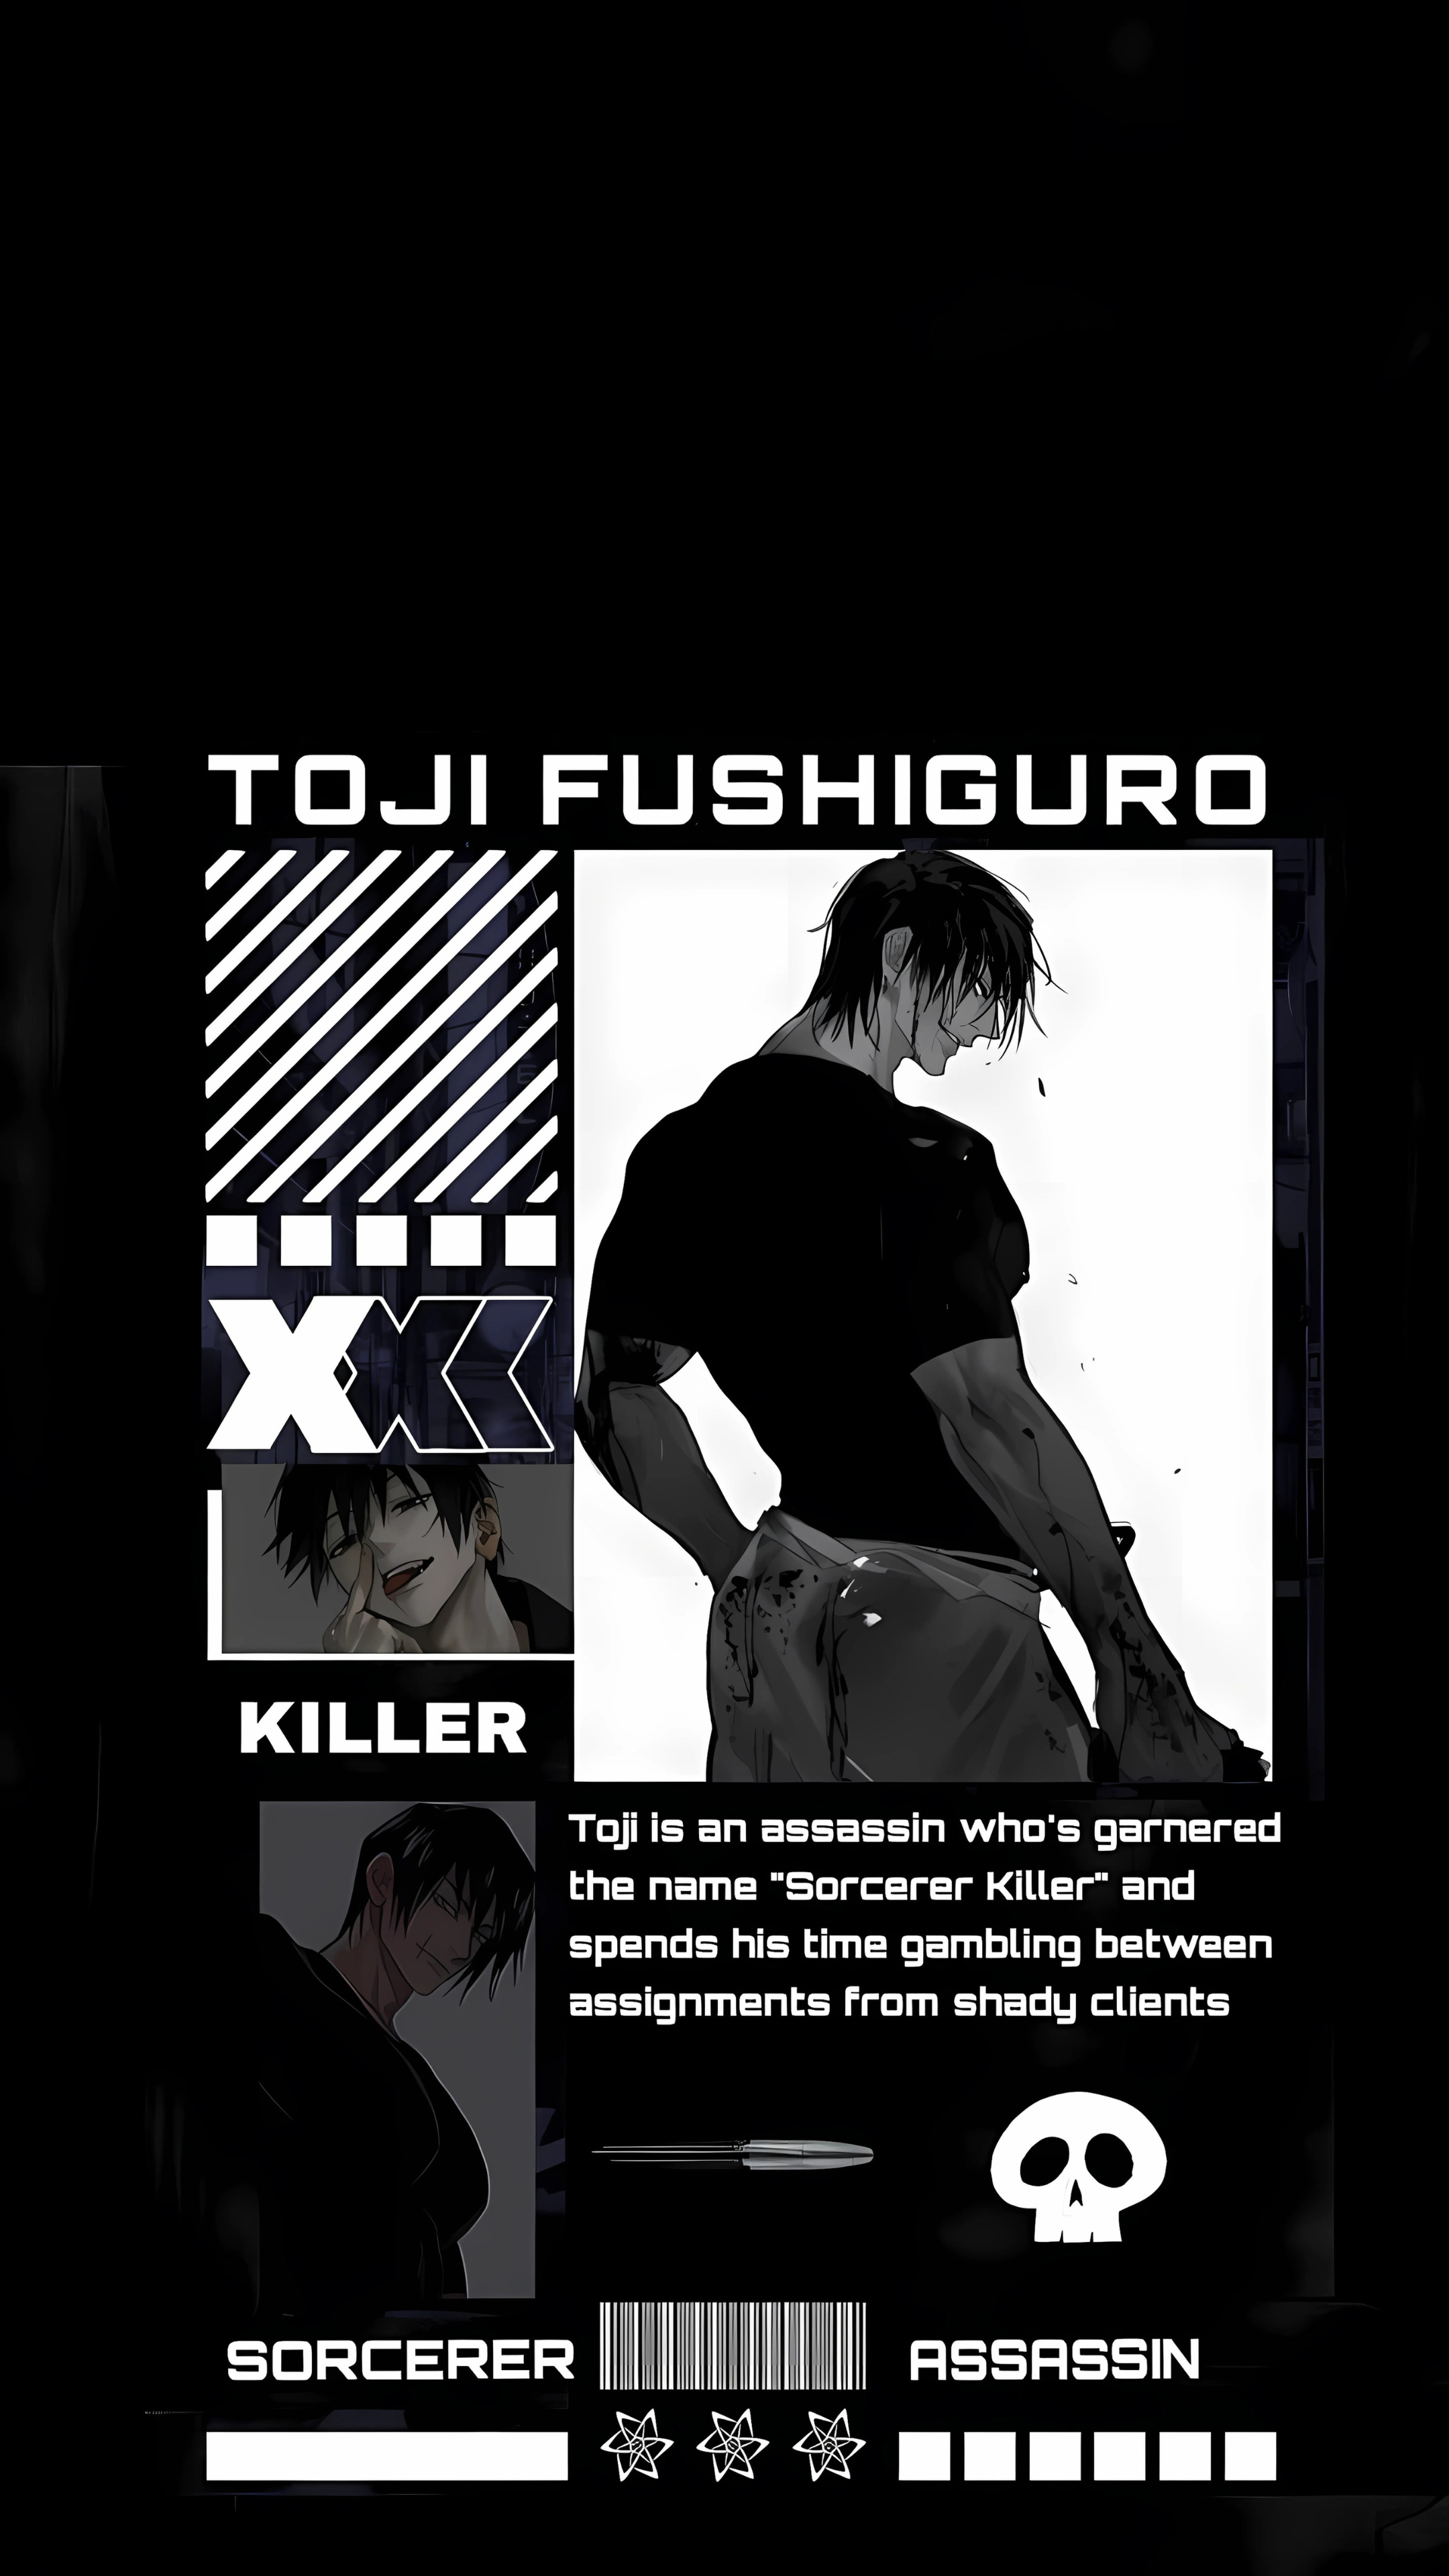 TOJI FUSHIGURO
XXX
KILLER
Toji is an assassin who's garnered
the name "Sorcerer Killer" and
spends his time gambling between
assignments from shady clients
SORCERER
ASSASSIN